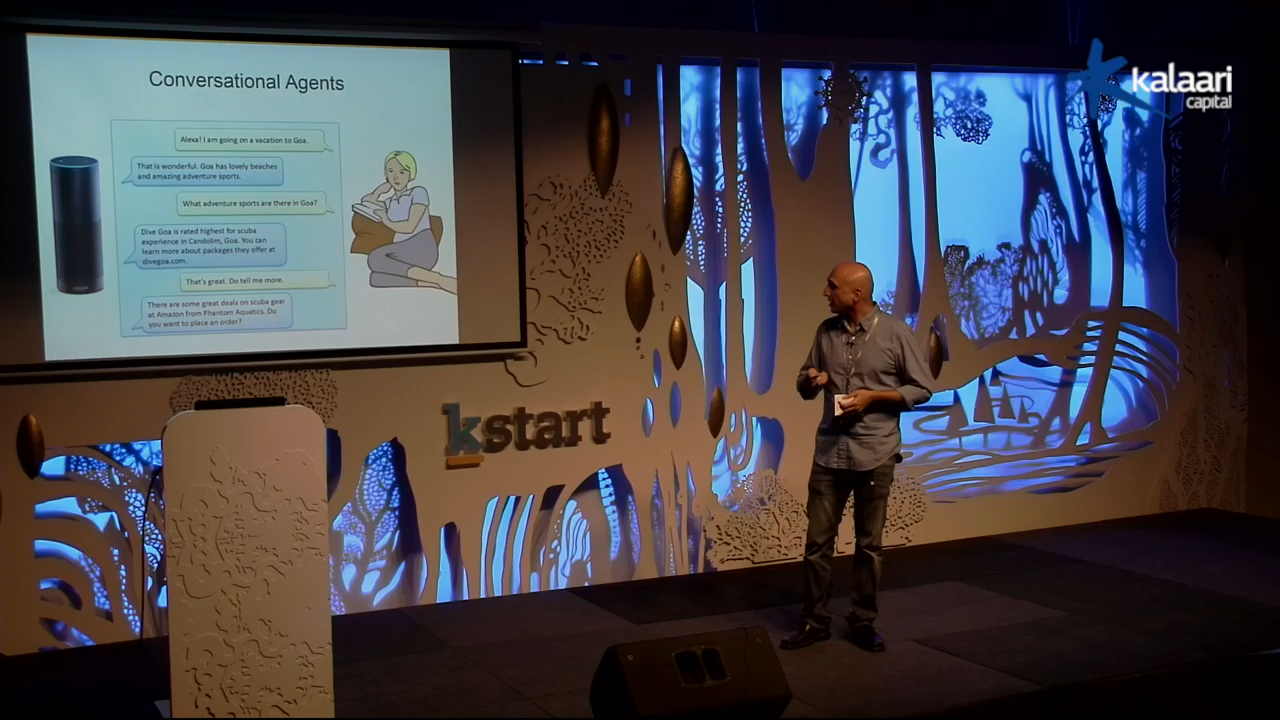 kalaari
capital
Conversational Agents
Alexa! I am going on a vacation to Goa.
That is wonderful. Goa has lovely beaches
and amazing adventure sports.
What adventure sports are there in Goa?
Dive Goa is rated highest for scuba
experience in Candolim, Goa. You can
learn more about packages they offer at
divegoa.com.
That's great. Do tell me more.
There are some great deals on scuba gear
at Amazon from Phantom Aquatics. Do
you want to place an order?
kstart